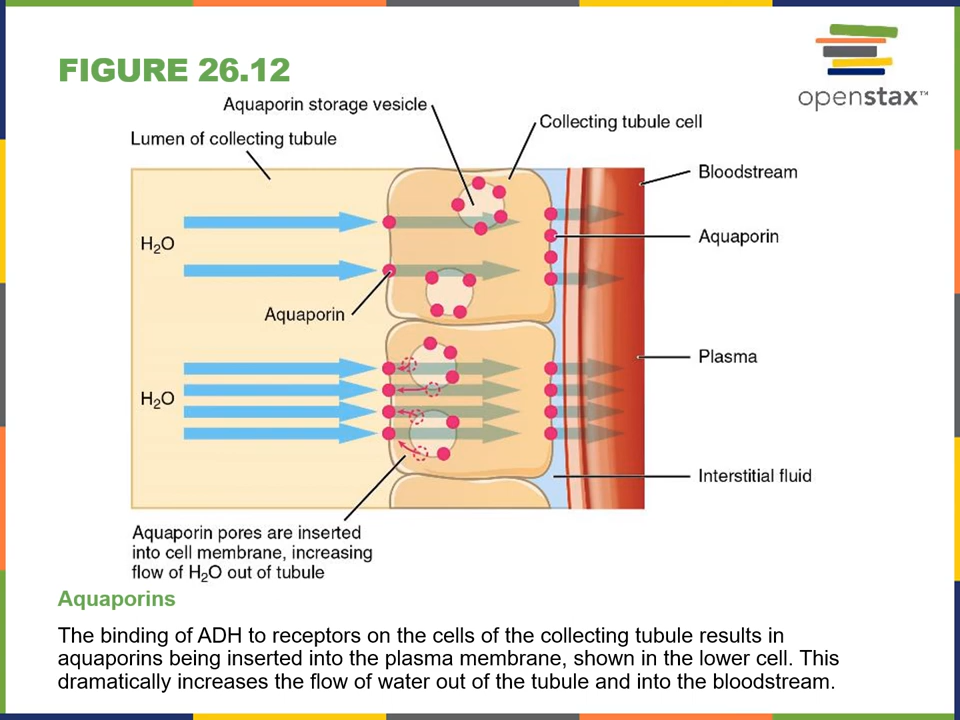 FIGURE 26.12
openstax™
Aquaporin storage vesicle
Collecting tubule cell
Lumen of collecting tubule
Bloodstream
H₂O
Aquaporin
Aquaporin
Plasma
H₂O
Interstitial fluid
Aquaporin pores are inserted
into cell membrane, increasing
flow of H₂O out of tubule
Aquaporins
The binding of ADH to receptors on the cells of the collecting tubule results in
aquaporins being inserted into the plasma membrane, shown in the lower cell. This
dramatically increases the flow of water out of the tubule and into the bloodstream.